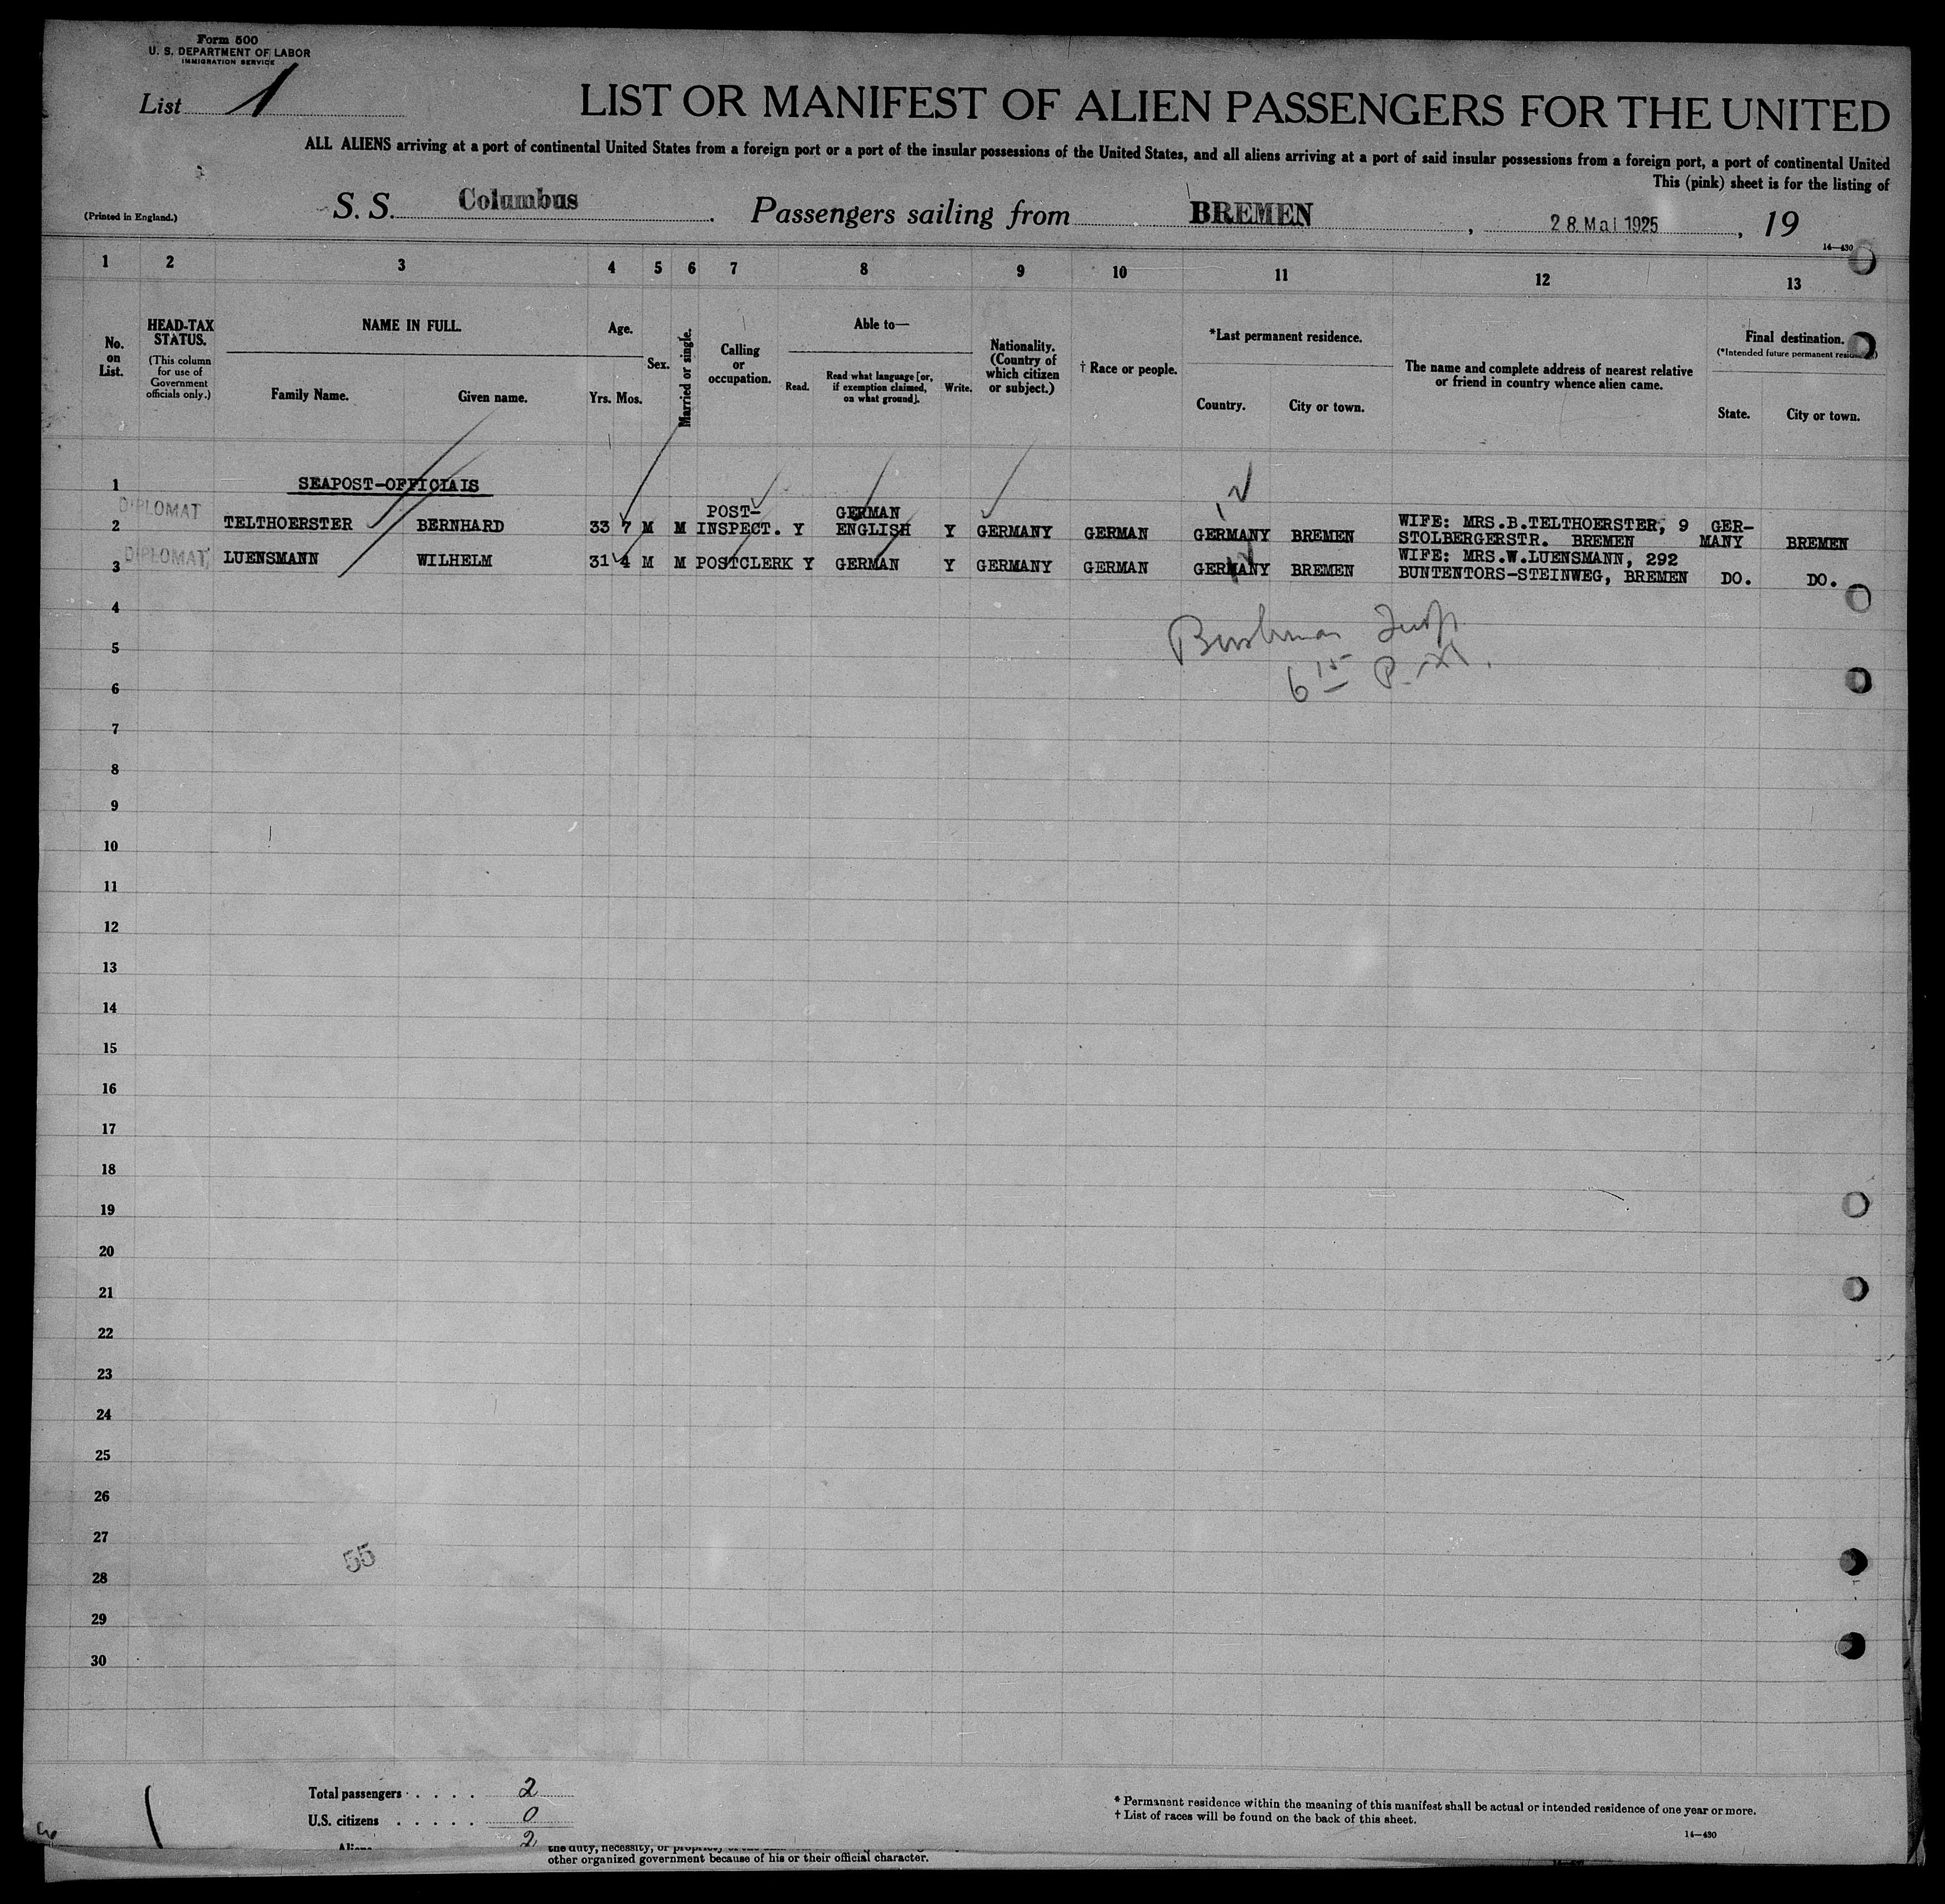 Form 500
U. S. DEPARTMENT OF LABOR
IMMIGRATION SERVICE
List 1
LIST OR MANIFEST OF ALIEN PASSENGERS FOR THE UNITED
ALL ALIENS arriving at a port of continental United States from a foreign port or a port of the insular possessions of the United States, and all aliens arriving at a port of said insular possessions from a foreign port, a port of continental United
This (pink) sheet is for the listing of
(Printed in England.)
S. S. Columbus. Passengers sailing from BREMEN, 28 Mai 1925, 19
14—430
1 2 3 4 5 6 7 8 9 10 11 12 13
No. on List.
HEAD-TAX STATUS.
(This column for use of Government officials only.)
NAME IN FULL.
Family Name. Given name.
Age.
Yrs. Mos.
Sex.
Married or single.
Calling or occupation.
Able to—
Read. Read what language [or, if exemption claimed, on what ground]. Write.
Nationality. (Country of which citizen or subject.)
† Race or people.
*Last permanent residence.
Country. City or town.
The name and complete address of nearest relative or friend in country whence alien came.
Final destination.
State. City or town.
1 SEAPOST-OFFICIALS
DIPLOMAT
POST- GERMAN WIFE: MRS.B.TELTHOERSTER, 9 GER-
2 TELTHOERSTER BERNHARD 33 7 M M INSPECT. Y ENGLISH Y GERMANY GERMAN GERMANY BREMEN STOLBERGERSTR. BREMEN MANY BREMEN
DIPLOMAT
WIFE: MRS.W.LUENSMANN, 292
3 LUENSMANN WILHELM 31 4 M M POSTCLERK Y GERMAN Y GERMANY GERMAN GERMANY BREMEN BUNTENTORS-STEINWEG, BREMEN DO. DO.
4
5
6 6 15
7
8
9
10
11
12
13
14
15
16
17
18
19
20
21
22
23
24
25
26
27
55
28
29
30
Total passengers 2
U.S. citizens 0
Aliens 2
* Permanent residence within the meaning of this manifest shall be actual or intended residence of one year or more.
† List of races will be found on the back of this sheet.
14—430
other organized government because of his or their official character.